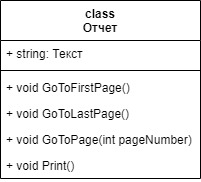 class
Отчет
+ string: Текст
+ void GoToFirstPage()
+ void GoToLastPage()
+ void GoToPage(int pageNumber)
+ void Print()